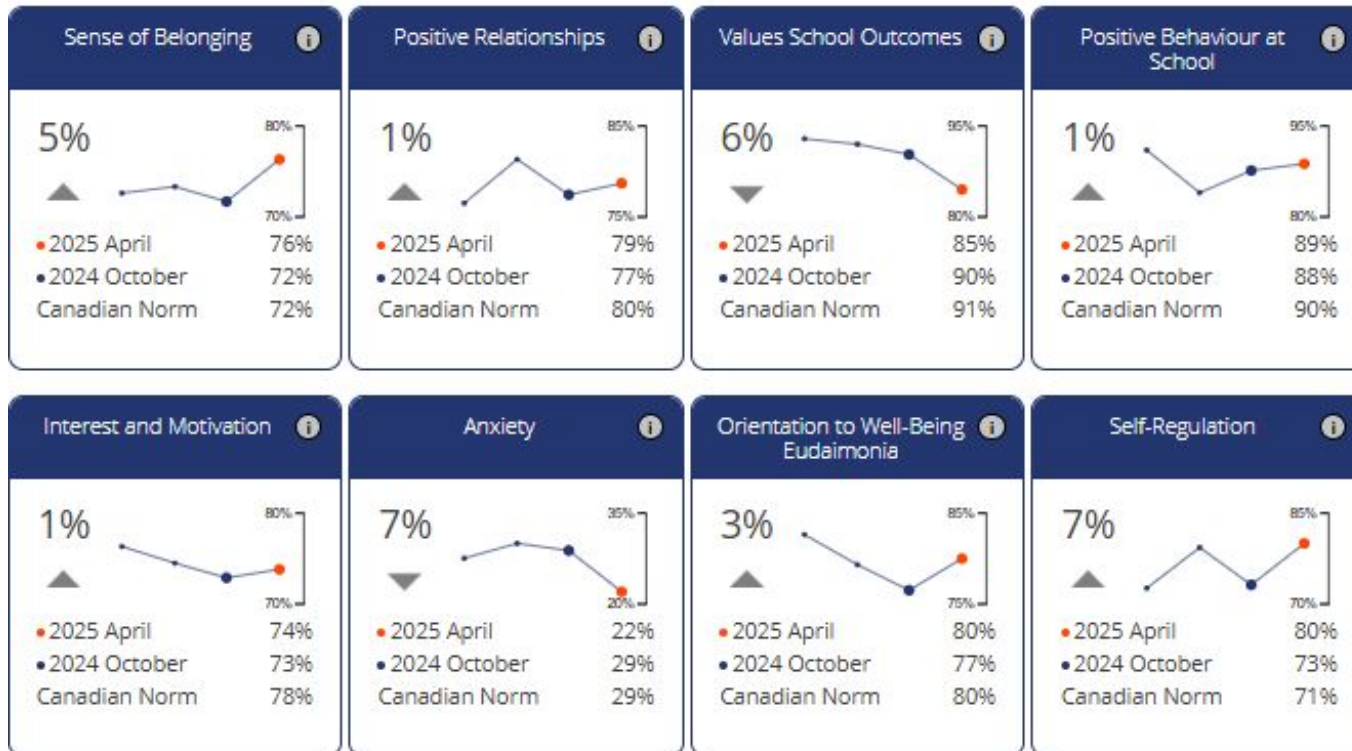 Sense of Belonging i
5%
80%
70%
2025 April 76%
2024 October 72%
Canadian Norm 72%
Positive Relationships i
1%
85%
75%
2025 April 79%
2024 October 77%
Canadian Norm 80%
Values School Outcomes i
6%
95%
80%
2025 April 85%
2024 October 90%
Canadian Norm 91%
Positive Behaviour at i
School
1%
95%
80%
2025 April 89%
2024 October 88%
Canadian Norm 90%
Interest and Motivation i
1%
80%
70%
2025 April 74%
2024 October 73%
Canadian Norm 78%
Anxiety i
7%
35%
20%
2025 April 22%
2024 October 29%
Canadian Norm 29%
Orientation to Well-Being i
Eudaimonia
3%
85%
75%
2025 April 80%
2024 October 77%
Canadian Norm 80%
Self-Regulation i
7%
85%
70%
2025 April 80%
2024 October 73%
Canadian Norm 71%